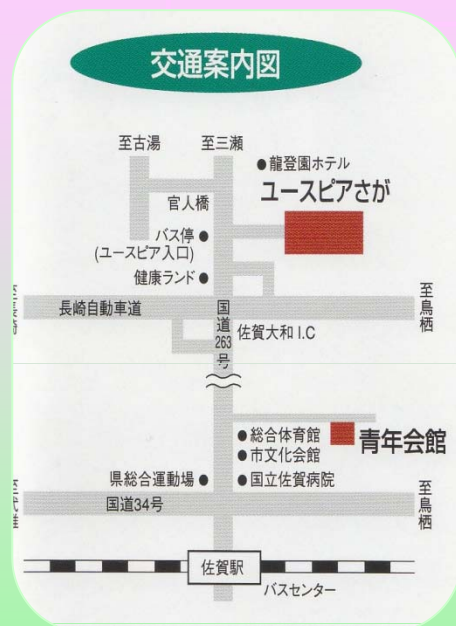 交通案内図
至古湯
至三瀬
●龍登園ホテル
ユースピアさが
官人橋
バス停●
(ユースピア入口)
健康ランド●
長崎自動車道
国道263号
佐賀大和I.C
至鳥栖
●総合体育館
●市文化会館
●国立佐賀病院
青年会館
県総合運動場●
国道34号
至鳥栖
佐賀駅
バスセンター